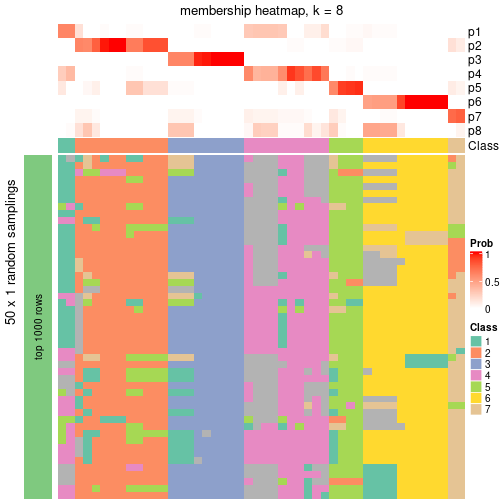 membership heatmap, k = 8
p1
p2
p3
p4
p5
p6
p7
p8
Class
50 x 1 random samplings
top 1000 rows
Prob
1
0.5
0
Class
1
2
3
4
5
6
7